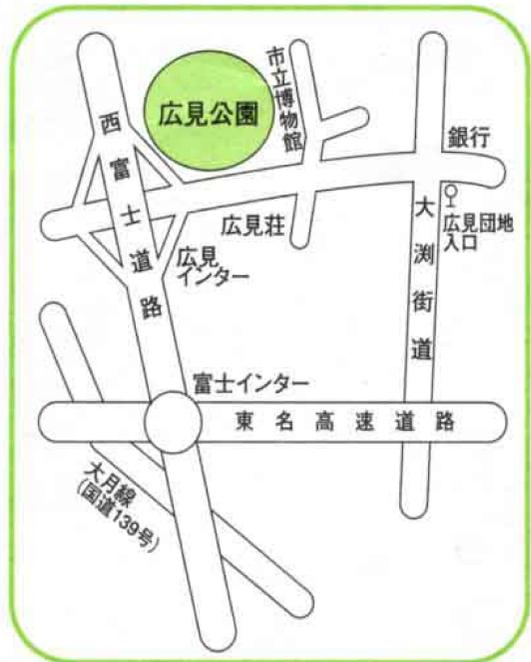 広見公園
市立博物館
西富士道路
銀行
広見団地
入口
広見荘
大渕街道
広見
インター
富士インター
東名高速道路
大月線
(国道139号)